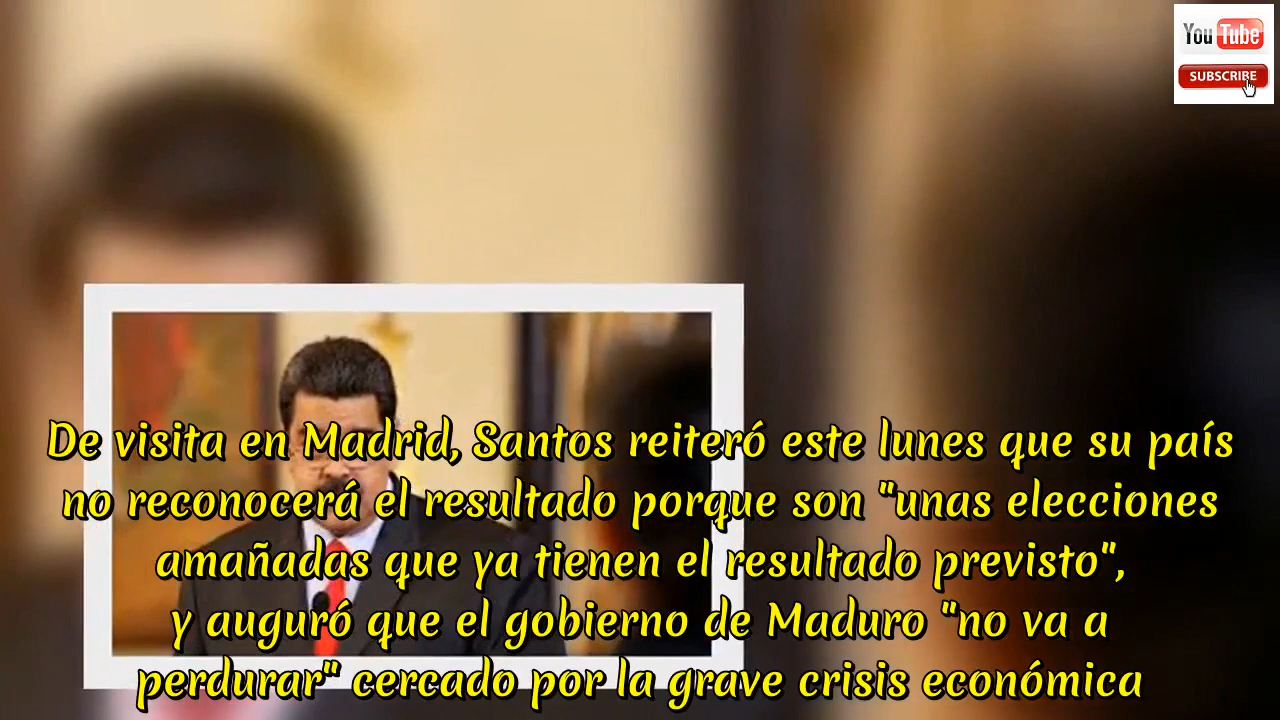 You Tube
SUBSCRIBE
De visita en Madrid, Santos reiteró este lunes que su país
no reconocerá el resultado porque son "unas elecciones
amañadas que ya tienen el resultado previsto",
y auguró que el gobierno de Maduro "no va a
perdurar" cercado por la grave crisis económica